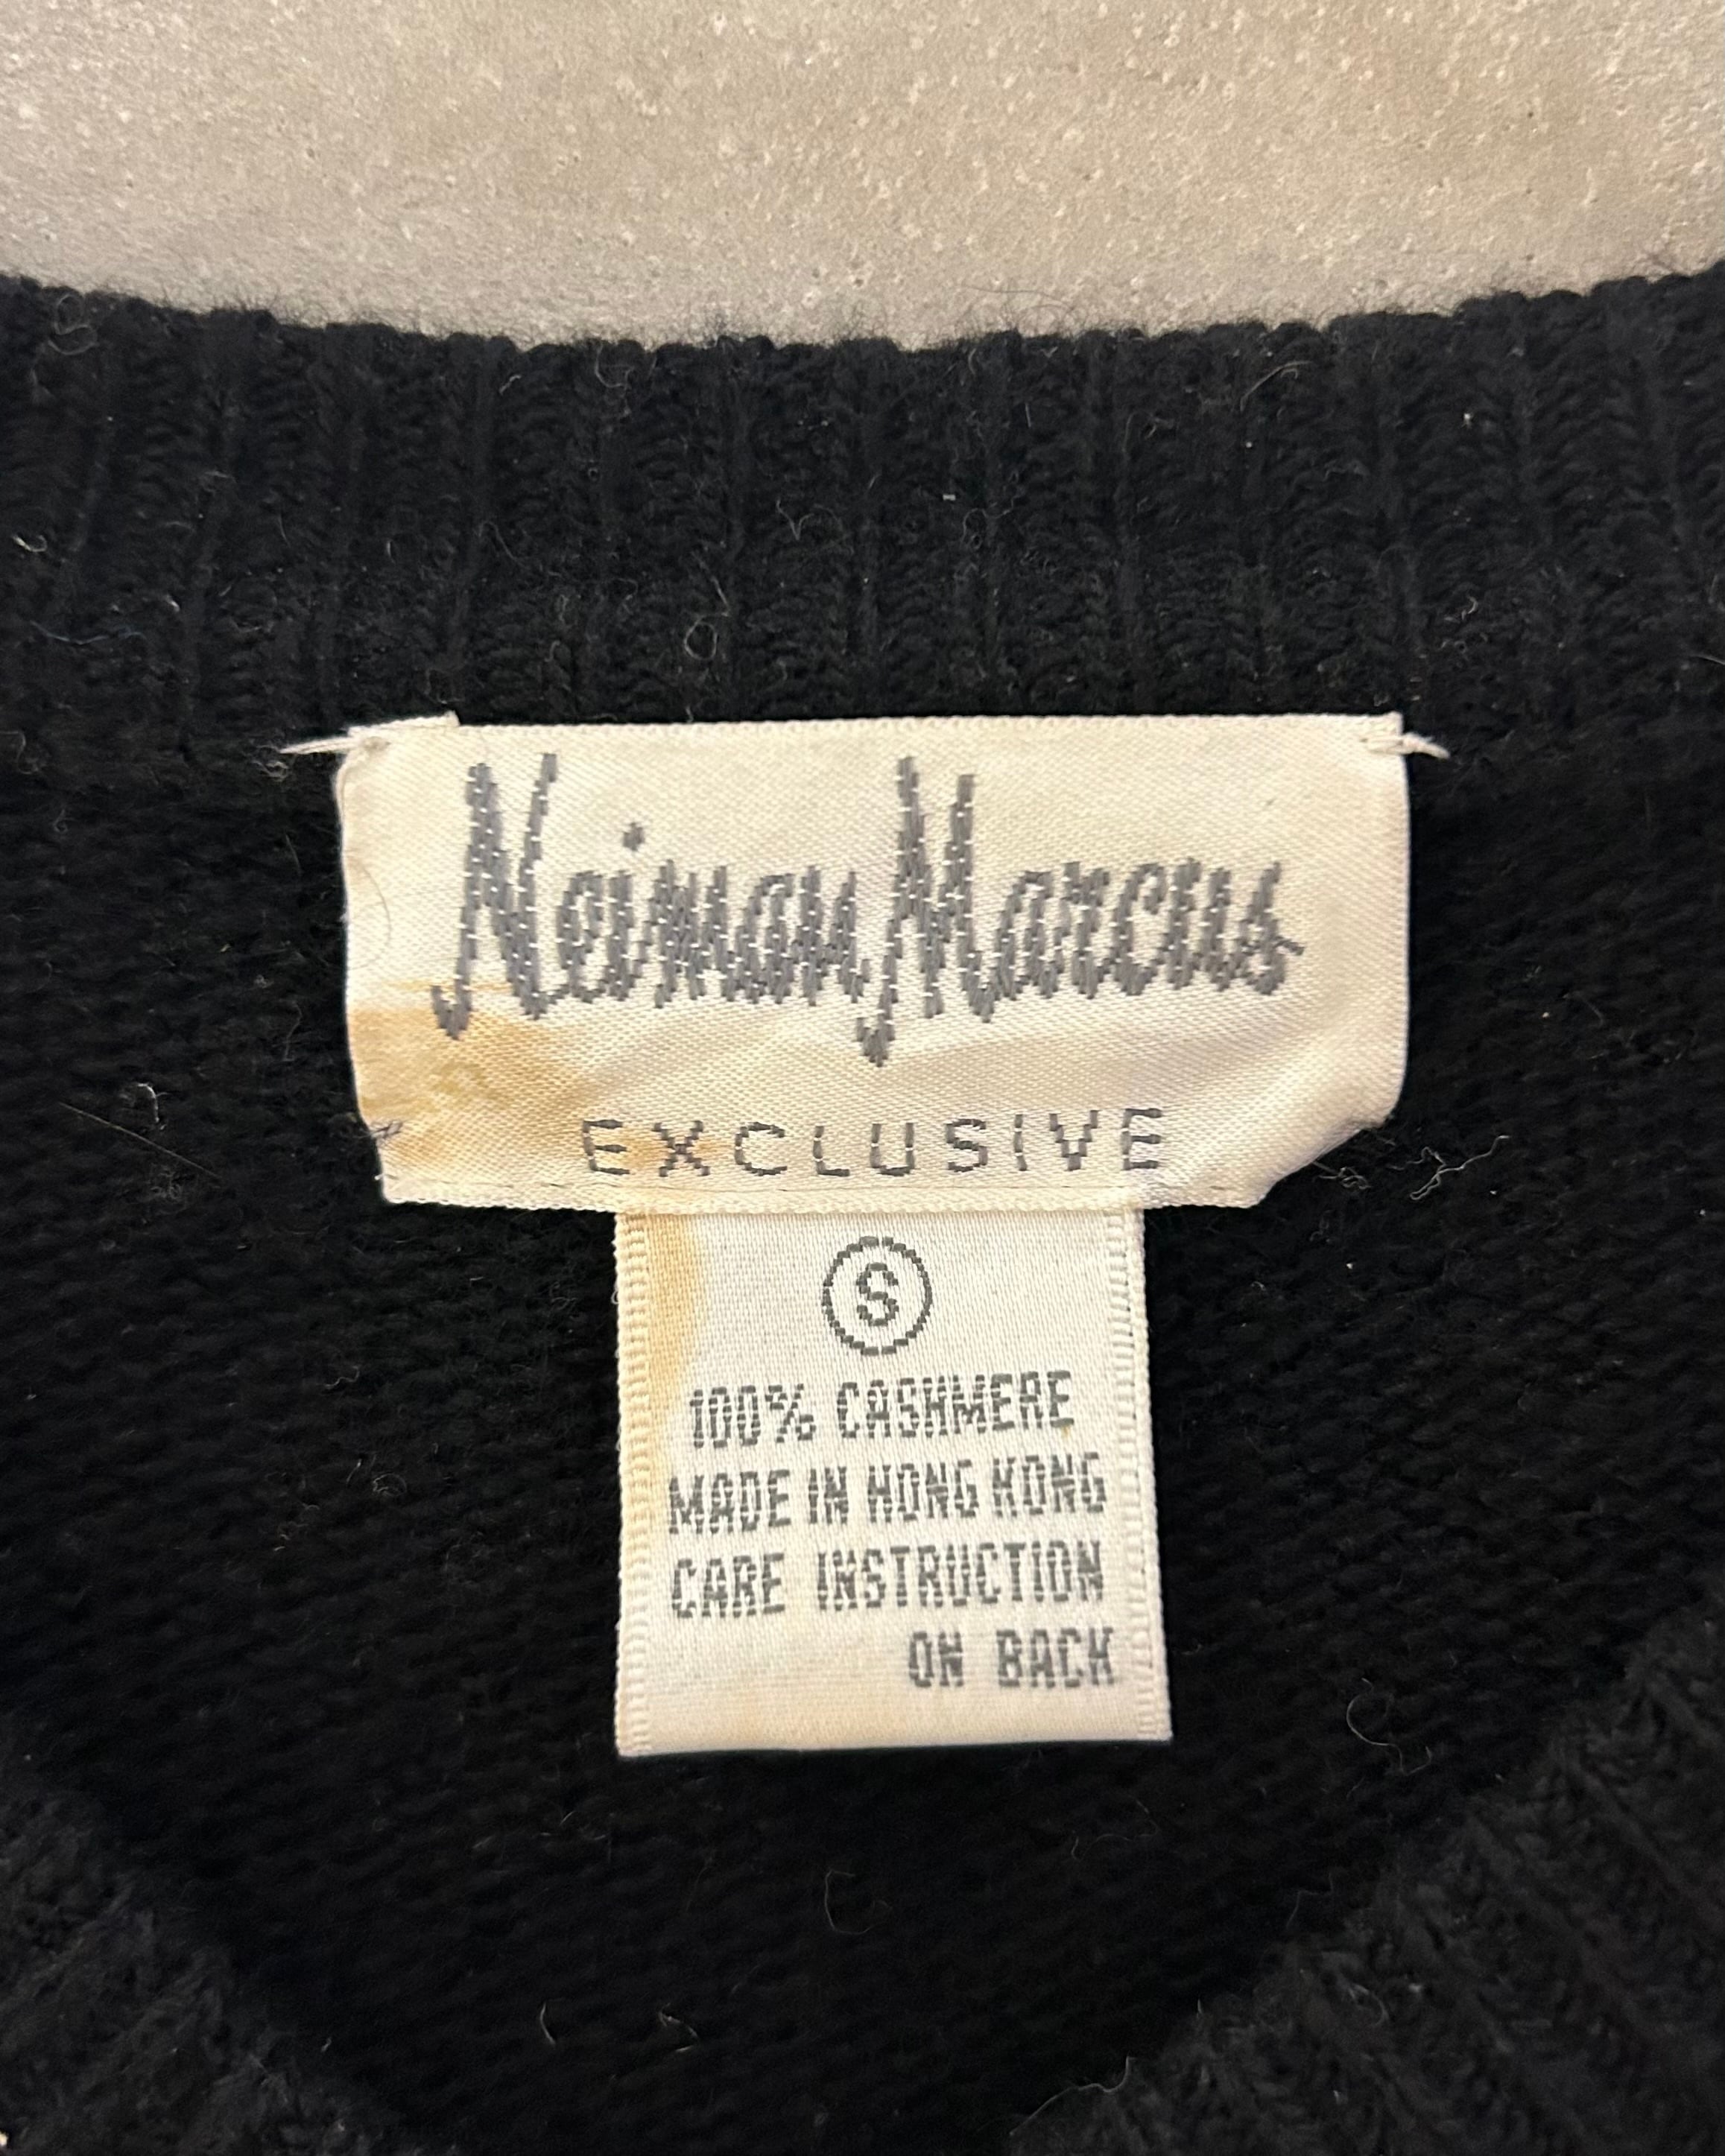 Neiman Marcus
EXCLUSIVE
S
100% CASHMERE
MADE IN HONG KONG
CARE INSTRUCTION
ON BACK